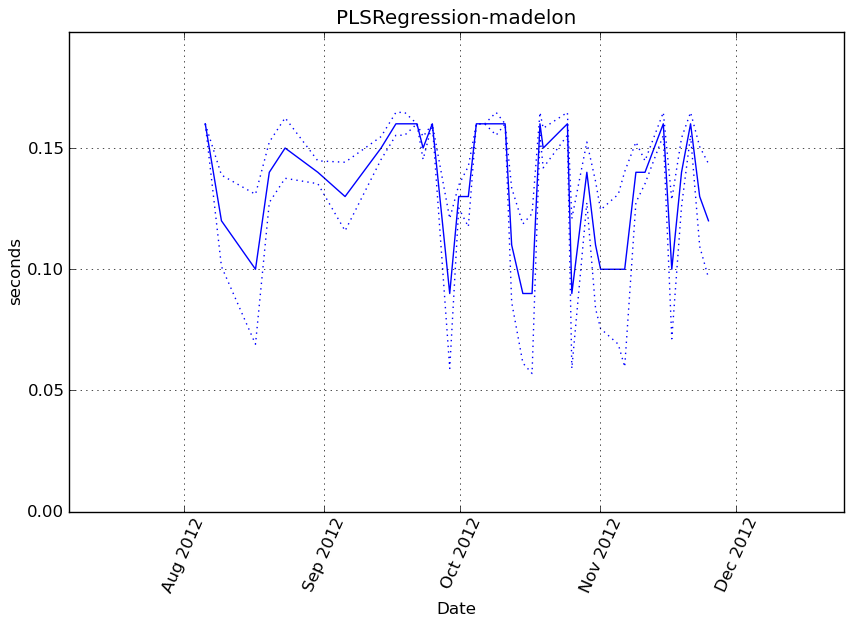 PLSRegression-madelon
0.15
0.10
0.05
0.00
seconds
Aug 2012
Sep 2012
Oct 2012
Nov 2012
Dec 2012
Date